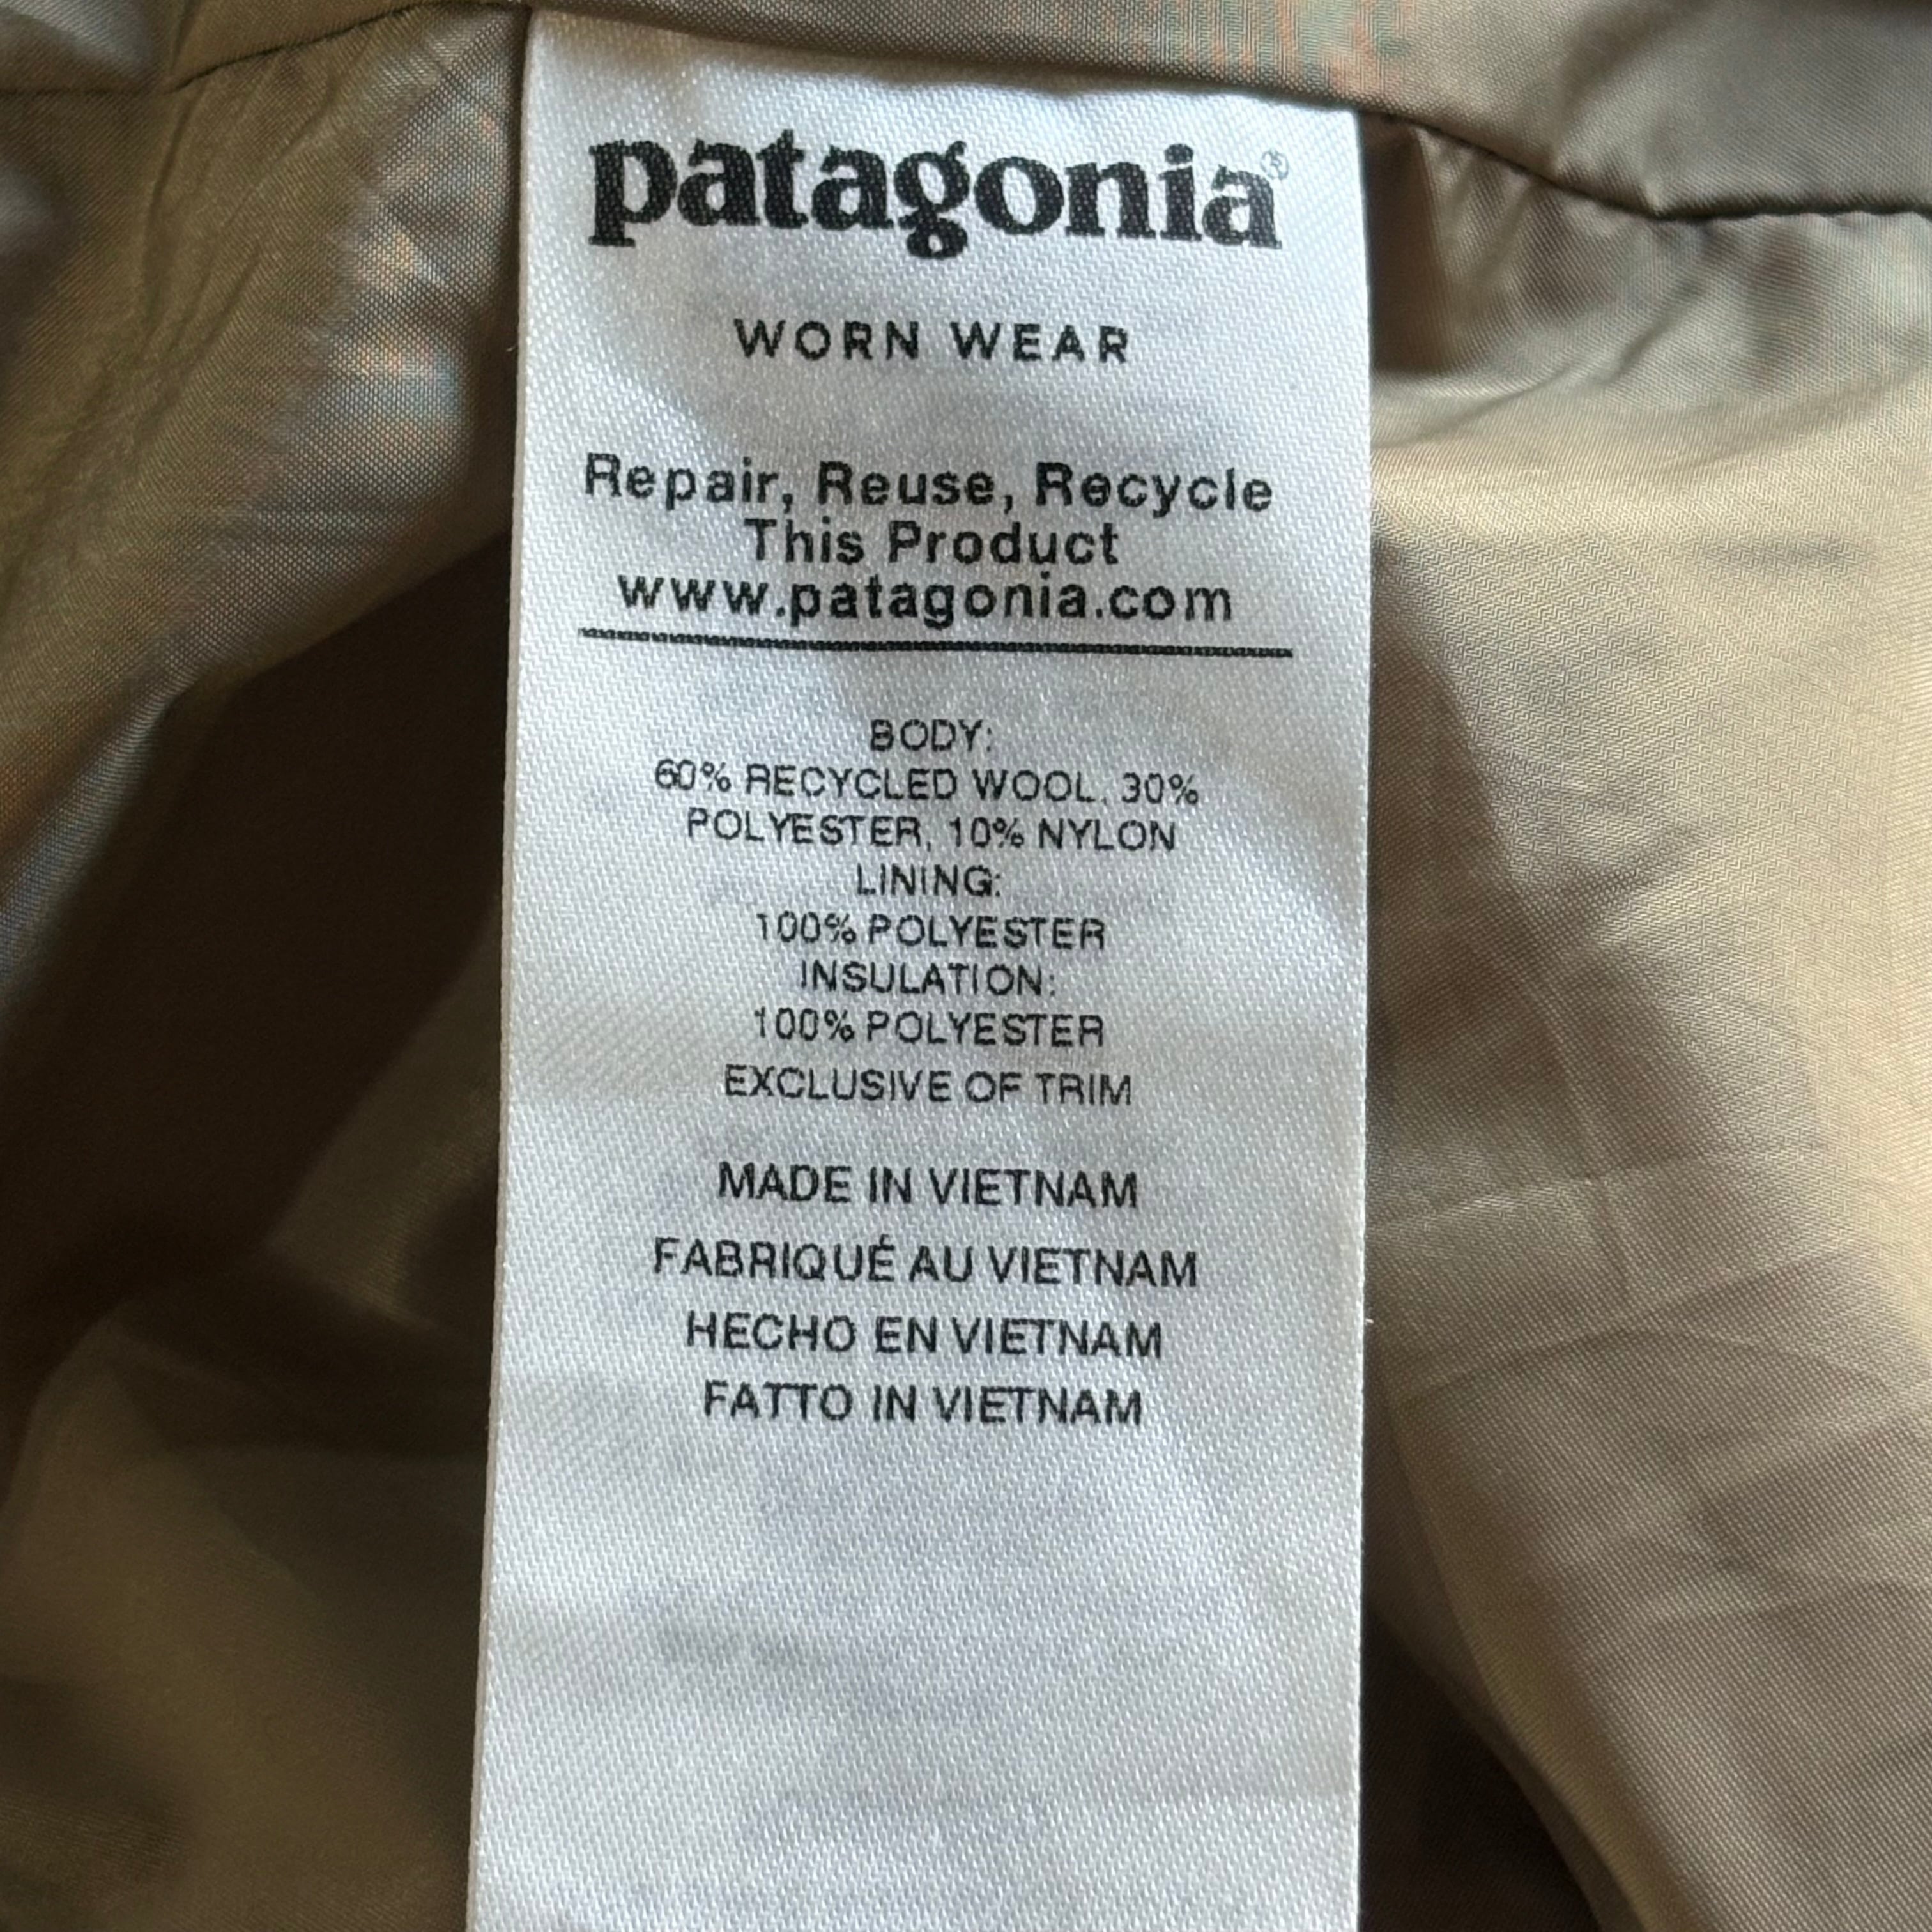 patagonia®
WORN WEAR
Repair, Reuse, Recycle
This Product
www.patagonia.com
BODY:
60% RECYCLED WOOL, 30%
POLYESTER, 10% NYLON
LINING:
100% POLYESTER
INSULATION:
100% POLYESTER
EXCLUSIVE OF TRIM
MADE IN VIETNAM
FABRIQUÉ AU VIETNAM
HECHO EN VIETNAM
FATTO IN VIETNAM